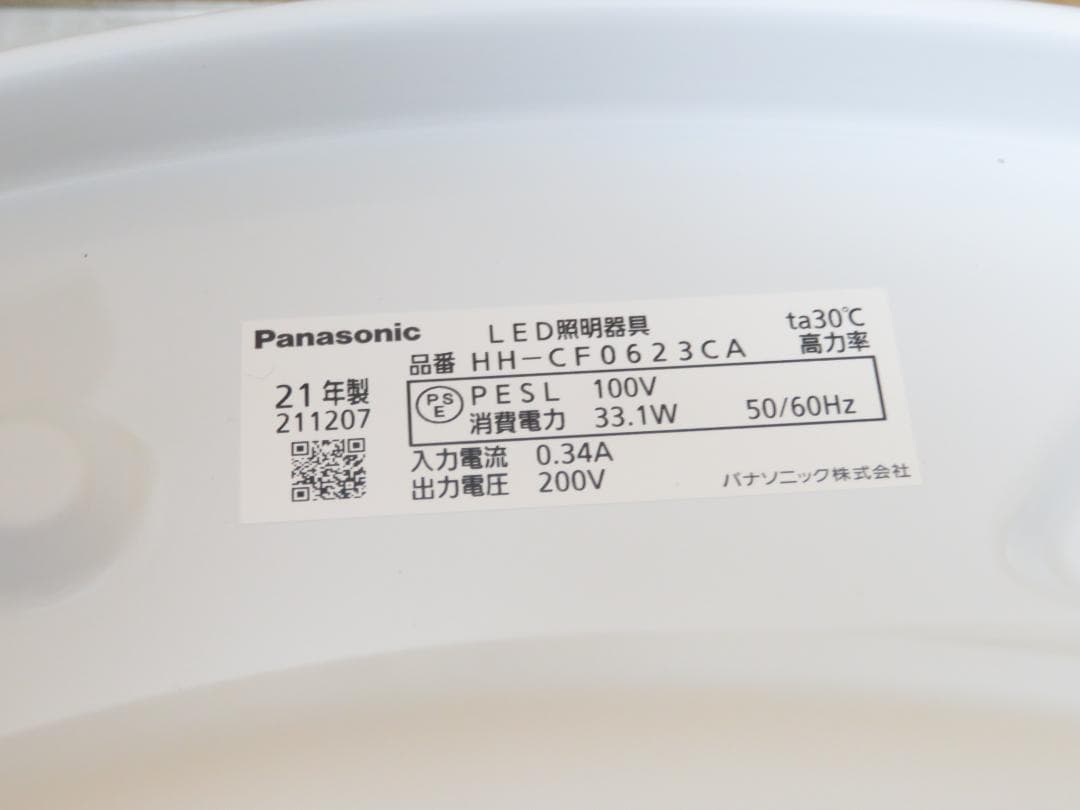 Panasonic LED照明器具 ta30℃
品番 HH-CF0623CA 高力率
21年製
211207
PSE PESL 100V
消費電力 33.1W 50/60Hz
入力電流 0.34A
出力電圧 200V パナソニック株式会社